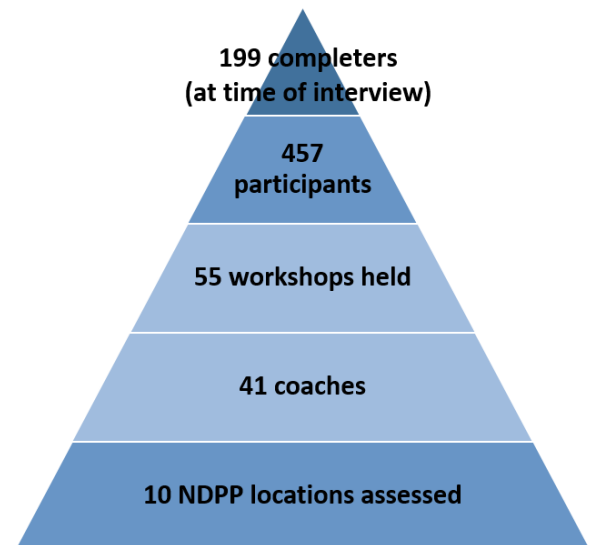 199 completers
(at time of interview)
457
participants
55 workshops held
41 coaches
10 NDPP locations assessed